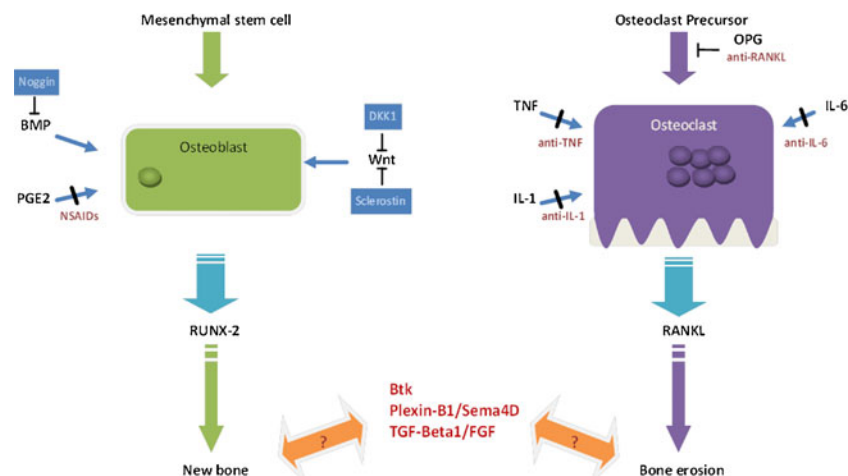 Mesenchymal stem cell
Osteoclast Precursor
OPG
anti-RANKL
Noggin
BMP
PGE2
NSAIDs
Osteoblast
DKK1
Wnt
Sclerostin
TNF
anti-TNF
IL-1
anti-IL-1
Osteoclast
IL-6
anti-IL-6
RUNX-2
RANKL
Btk
Plexin-B1/Sema4D
TGF-Beta1/FGF
?
?
New bone
Bone erosion